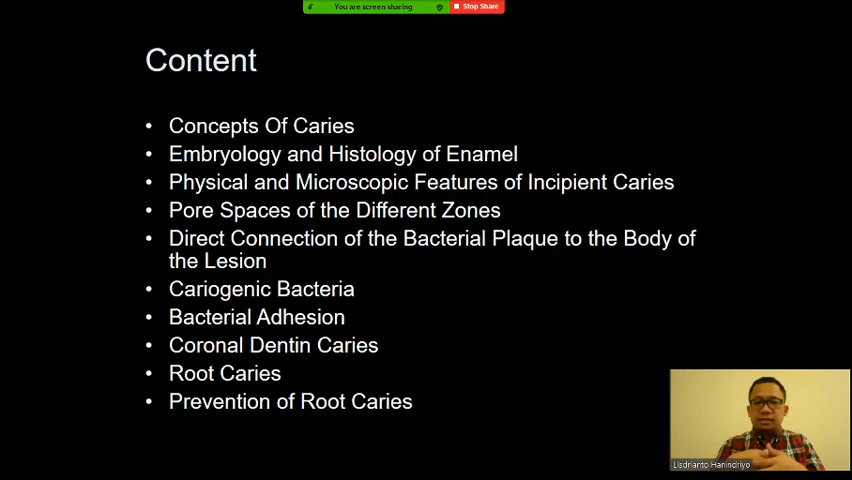 You are screen sharing
Stop Share
Content
• Concepts Of Caries
• Embryology and Histology of Enamel
• Physical and Microscopic Features of Incipient Caries
• Pore Spaces of the Different Zones
• Direct Connection of the Bacterial Plaque to the Body of
the Lesion
• Cariogenic Bacteria
• Bacterial Adhesion
• Coronal Dentin Caries
• Root Caries
• Prevention of Root Caries
Lisdrianto Hanindriyo